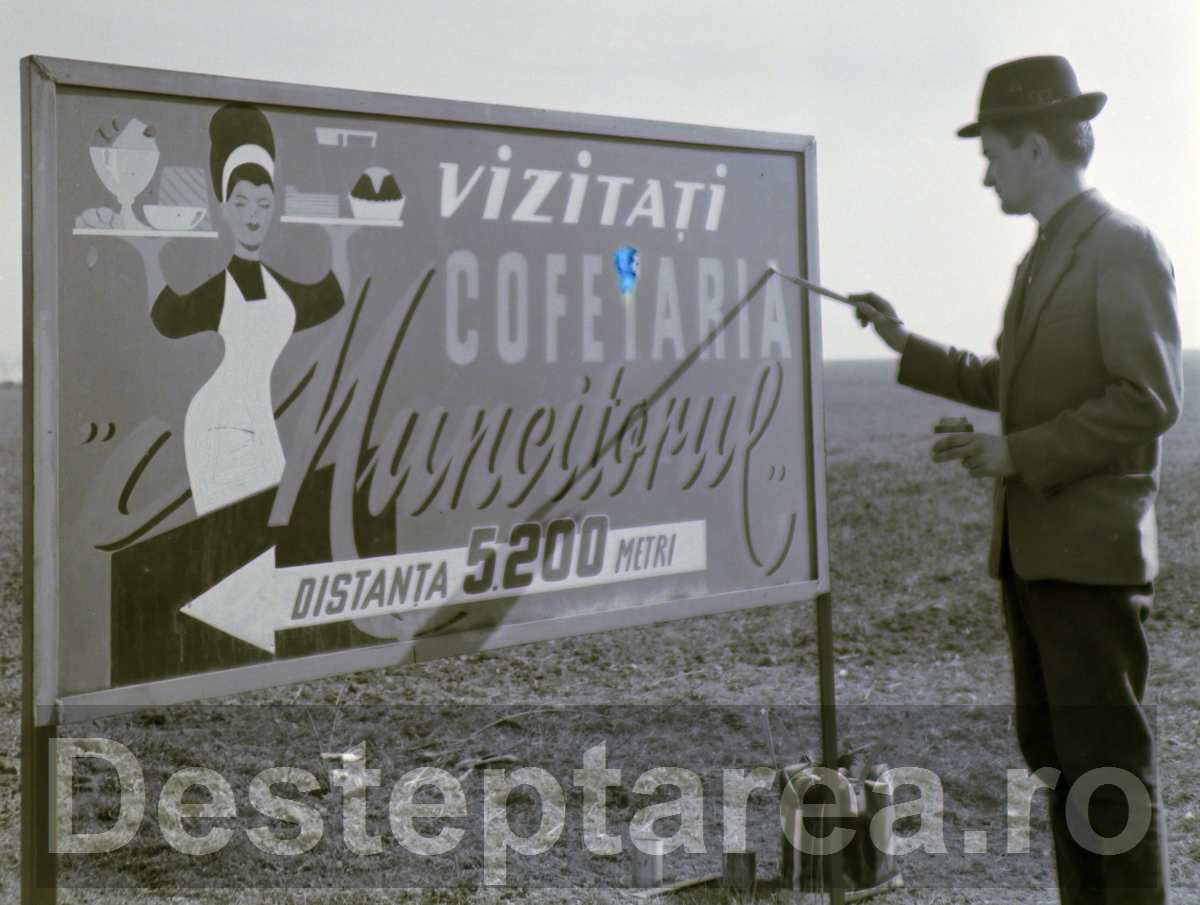 VIZITAȚI
COFETARIA
"Muncitorul"
DISTANȚA 5.200 METRI
Desteptarea.ro